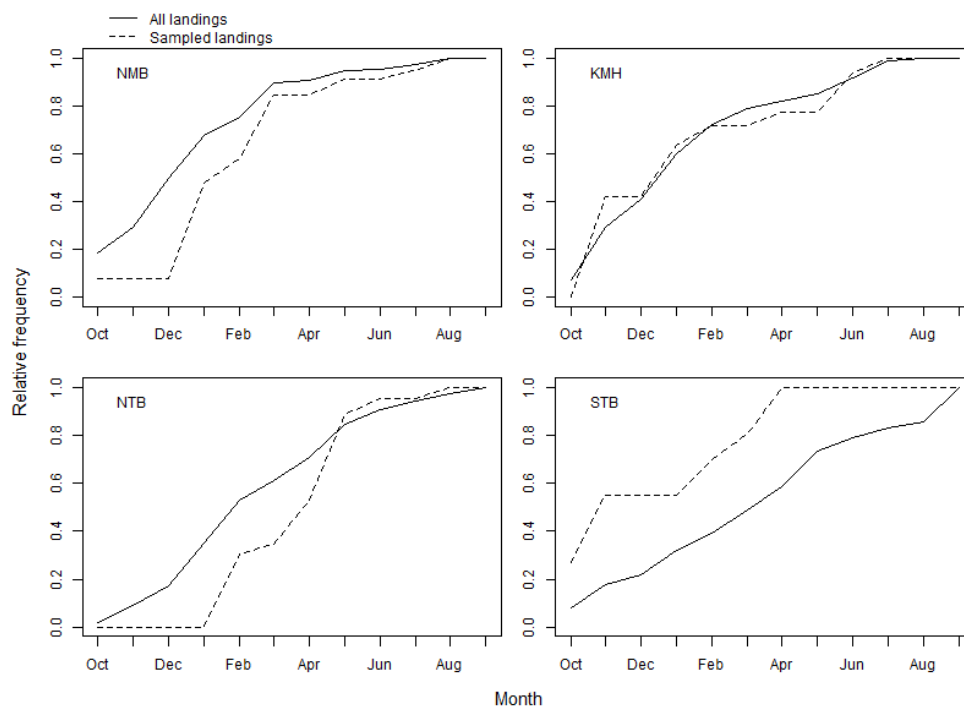 All landings
Sampled landings
NMB
0.0 0.2 0.4 0.6 0.8 1.0
Oct Dec Feb Apr Jun Aug
KMH
0.0 0.2 0.4 0.6 0.8 1.0
Oct Dec Feb Apr Jun Aug
Relative frequency
NTB
0.0 0.2 0.4 0.6 0.8 1.0
Oct Dec Feb Apr Jun Aug
STB
0.0 0.2 0.4 0.6 0.8 1.0
Oct Dec Feb Apr Jun Aug
Month